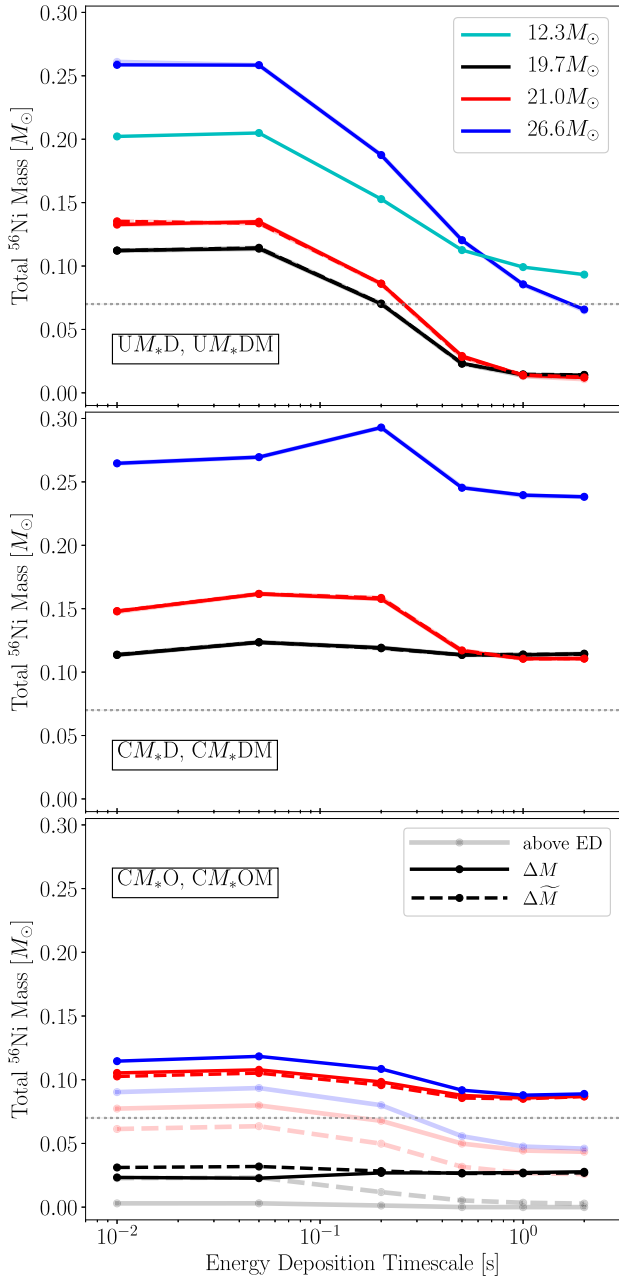 0.30
0.25
0.20
0.15
0.10
0.05
0.00
Total ⁵⁶Ni Mass [M⊙]
12.3M⊙
19.7M⊙
21.0M⊙
26.6M⊙
UM*D, UM*DM
0.30
0.25
0.20
0.15
0.10
0.05
0.00
Total ⁵⁶Ni Mass [M⊙]
CM*D, CM*DM
0.30
0.25
0.20
0.15
0.10
0.05
0.00
Total ⁵⁶Ni Mass [M⊙]
CM*O, CM*OM
above ED
ΔM
ΔM̃
10⁻² 10⁻¹ 10⁰
Energy Deposition Timescale [s]